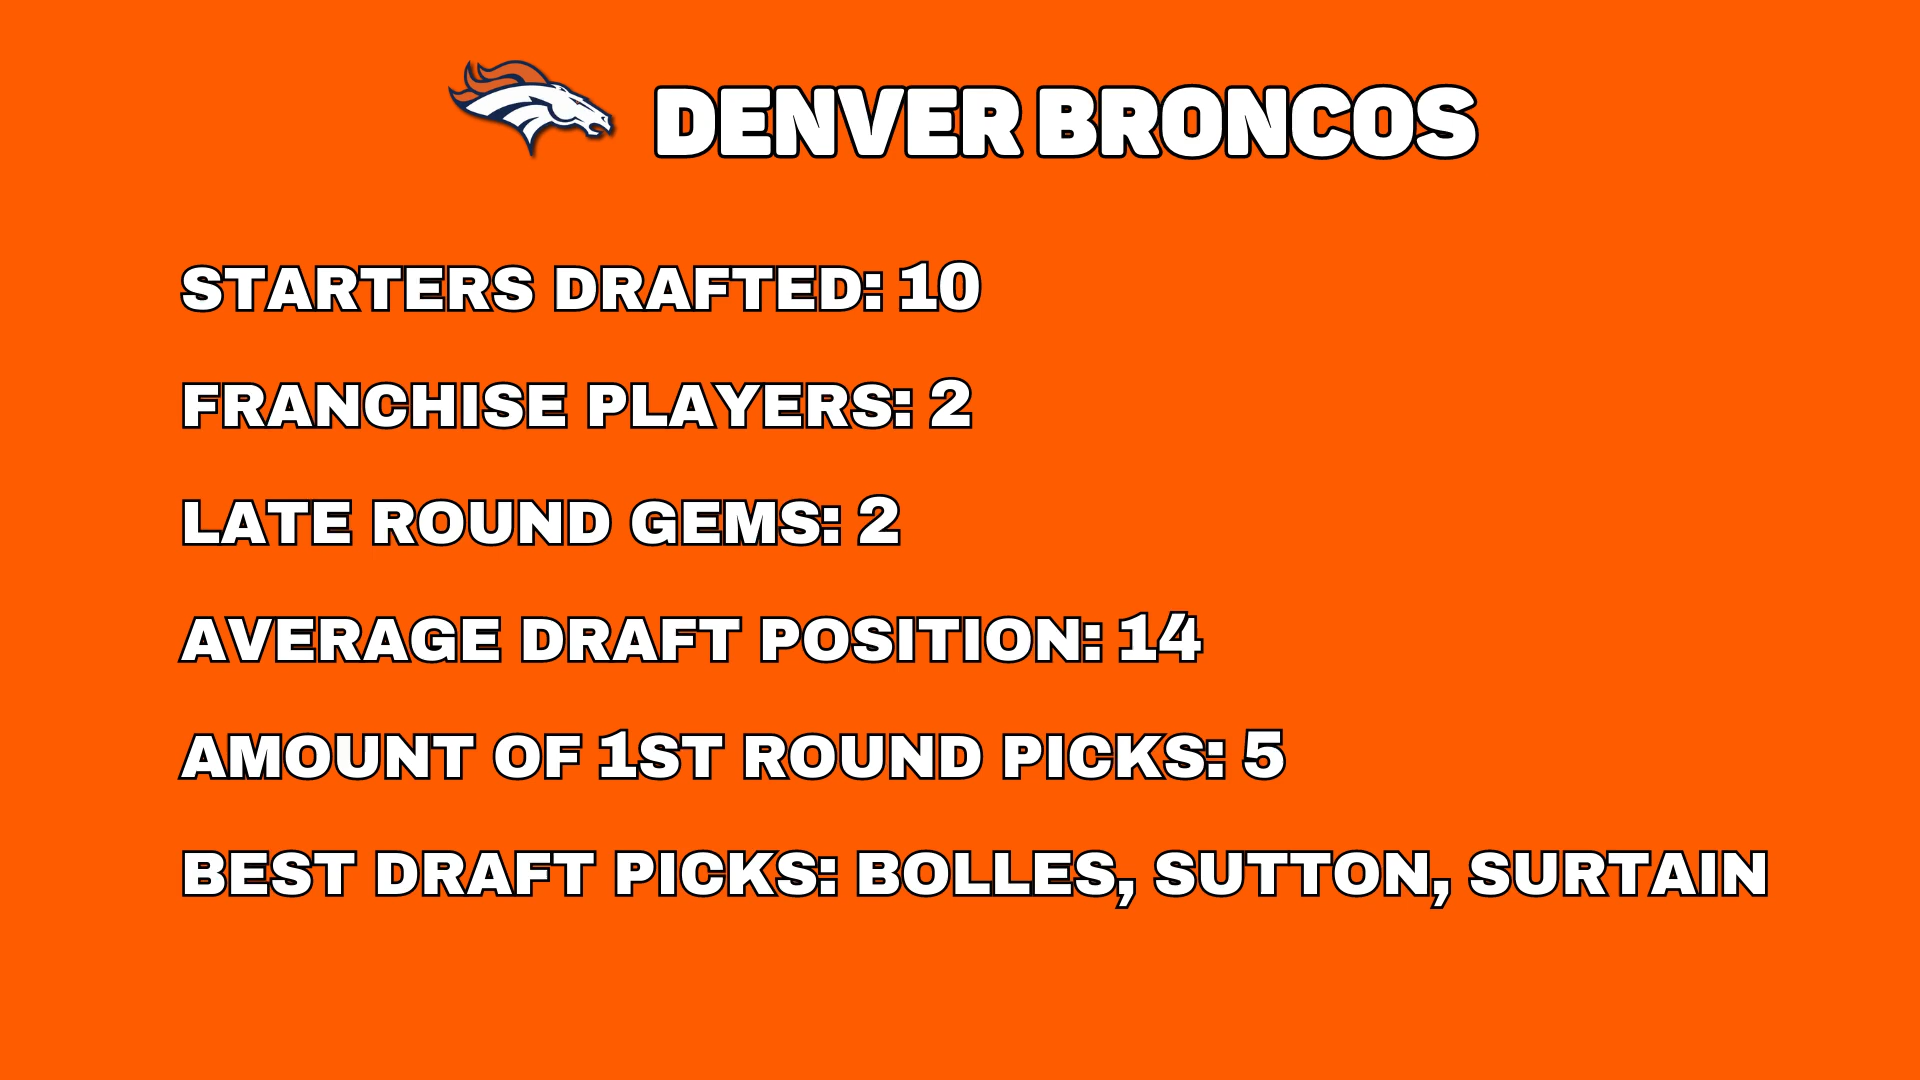 DENVER BRONCOS
STARTERS DRAFTED: 10
FRANCHISE PLAYERS: 2
LATE ROUND GEMS: 2
AVERAGE DRAFT POSITION: 14
AMOUNT OF 1ST ROUND PICKS: 5
BEST DRAFT PICKS: BOLLES, SUTTON, SURTAIN